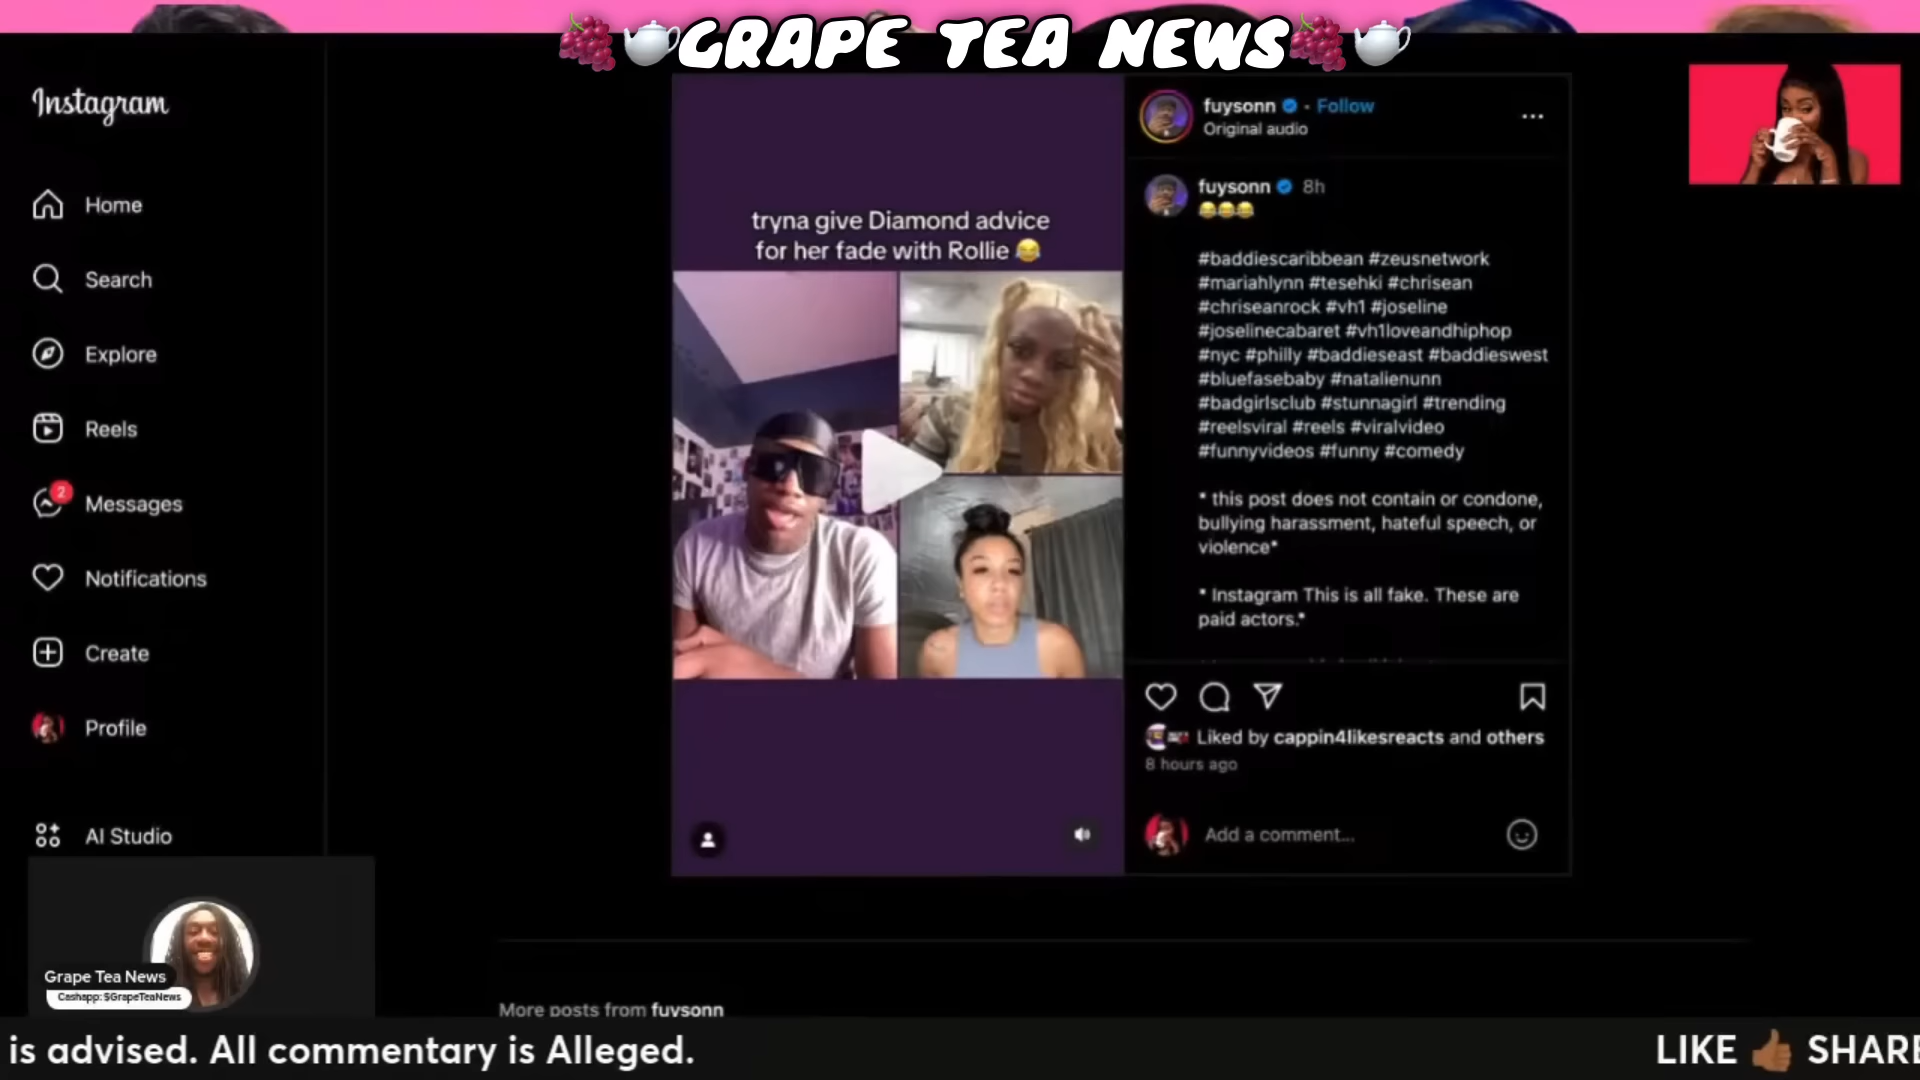 GRAPE TEA NEWS
Instagram
Home
Search
Explore
Reels
2
Messages
Notifications
Create
Profile
AI Studio
Grape Tea News
Cashapp: $GrapeTeaNews
tryna give Diamond advice
for her fade with Rollie 😂
fuysonn • Follow
Original audio
fuysonn 8h
😂😂😂
#baddiescaribbean #zeusnetwork
#mariahlynn #tesehki #chrisean
#chriseanrock #vh1 #joseline
#joselinecabaret #vh1loveandhiphop
#nyc #philly #baddieseast #baddieswest
#bluefasebaby #natalienunn
#badgirlsclub #stunnagirl #trending
#reelsviral #reels #viralvideo
#funnyvideos #funny #comedy
* this post does not contain or condone,
bullying harassment, hateful speech, or
violence*
* Instagram This is all fake. These are
paid actors.*
Liked by cappin4likesreacts and others
8 hours ago
Add a comment...
More posts from fuysonn
is advised. All commentary is Alleged.
LIKE 👍🏾 SHARE